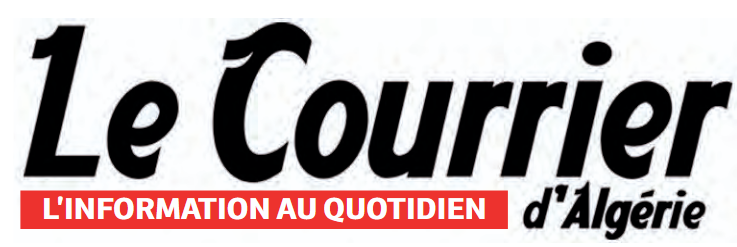 Le Courrier
d'Algérie
L'INFORMATION AU QUOTIDIEN